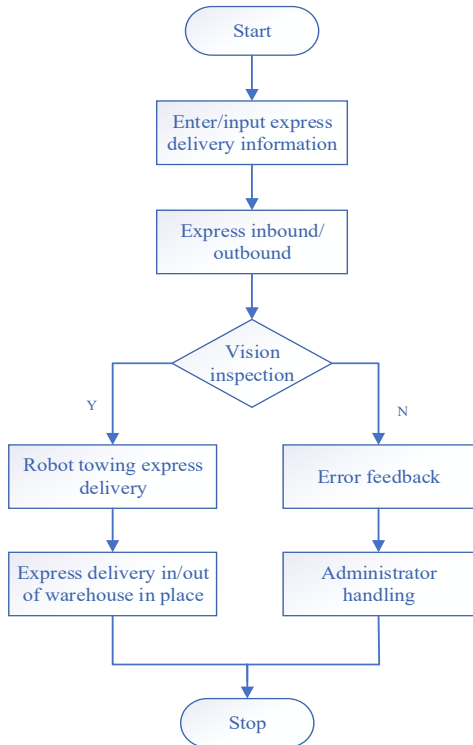 Start
Enter/input express
delivery information
Express inbound/
outbound
Vision
inspection
Y
N
Robot towing express
delivery
Error feedback
Express delivery in/out
of warehouse in place
Administrator
handling
Stop